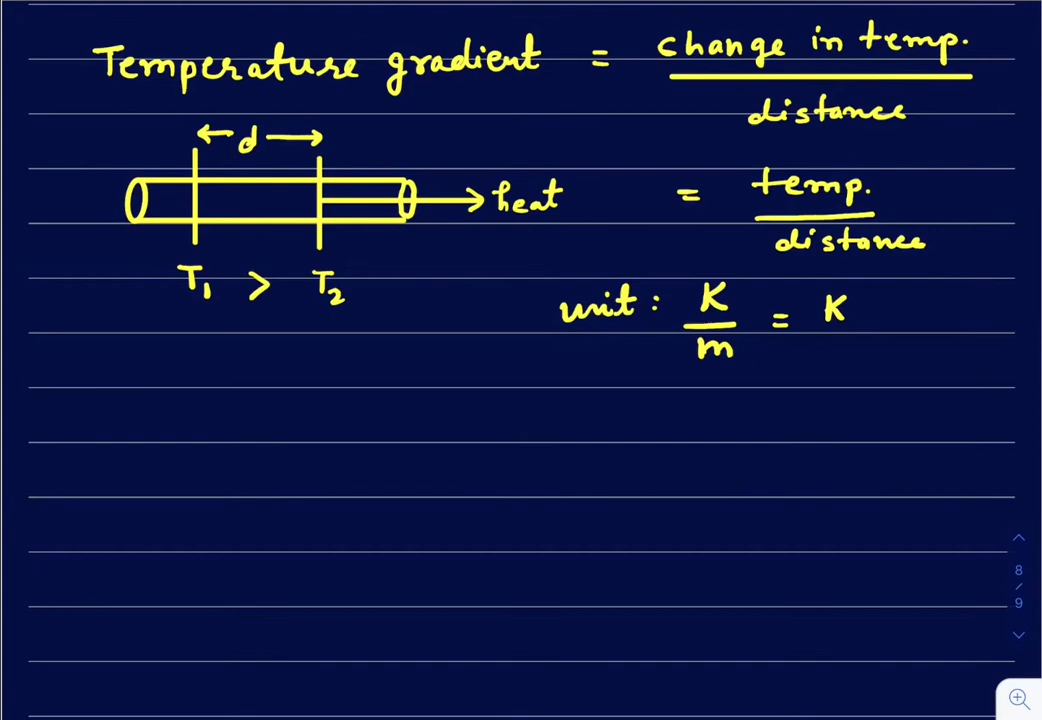 Temperature gradient = change in temp.
distance
← d →
heat
= temp.
distance
T₁ > T₂
unit : K
m
= K
8
/
9